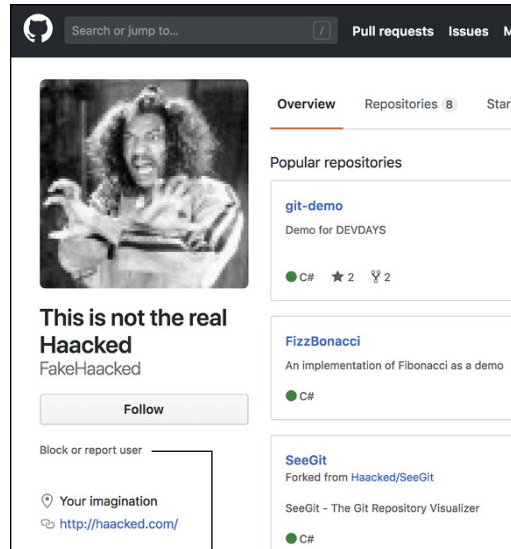 Search or jump to... /
Pull requests Issues M
Overview Repositories 8 Star
Popular repositories
git-demo
Demo for DEVDAYS
C# 2 2
FizzBonacci
An implementation of Fibonacci as a demo
C#
SeeGit
Forked from Haacked/SeeGit
SeeGit - The Git Repository Visualizer
C#
This is not the real
Haacked
FakeHaacked
Follow
Block or report user
Your imagination
http://haacked.com/